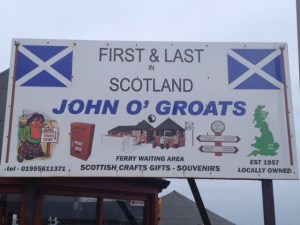 FIRST & LAST
IN
SCOTLAND
JOHN O' GROATS
FERRY WAITING AREA
SCOTTISH CRAFTS GIFTS - SOUVENIRS
tel - 01955611371
EST 1957
LOCALLY OWNED